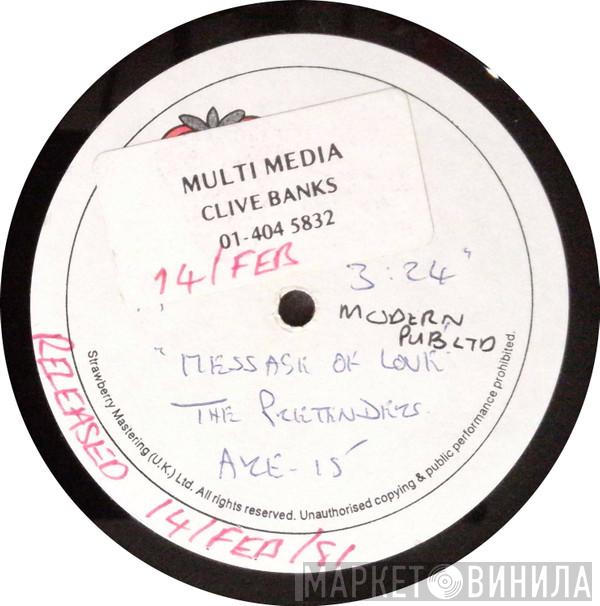 MULTI MEDIA
CLIVE BANKS
01-404 5832
14/FEB
3:24"
MODERN
PUB LTD
"MESSAGE OF LOVE"
THE PRETENDERS.
ARE-15
RELEASED 14/FEB/81
Strawberry Mastering (U.K.) Ltd. All rights reserved. Unauthorised copying & public performance prohibited.
МАРКЕТ ВИНИЛА